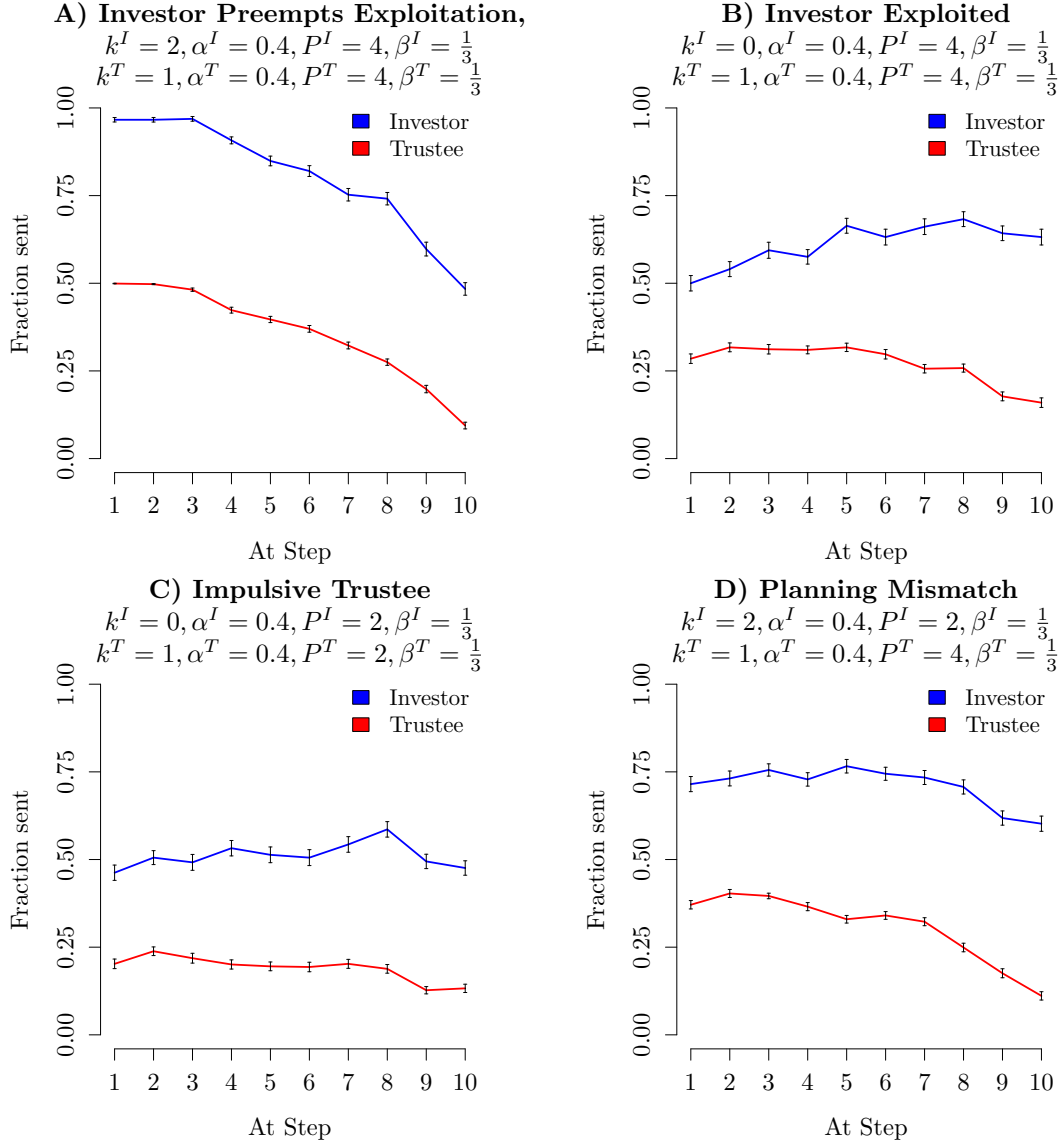 A) Investor Preempts Exploitation,
k^I = 2, α^I = 0.4, P^I = 4, β^I = 1/3
k^T = 1, α^T = 0.4, P^T = 4, β^T = 1/3
Fraction sent
1.00
0.75
0.50
0.25
0.00
Investor
Trustee
1 2 3 4 5 6 7 8 9 10
At Step
B) Investor Exploited
k^I = 0, α^I = 0.4, P^I = 4, β^I = 1/3
k^T = 1, α^T = 0.4, P^T = 4, β^T = 1/3
Fraction sent
1.00
0.75
0.50
0.25
0.00
Investor
Trustee
1 2 3 4 5 6 7 8 9 10
At Step
C) Impulsive Trustee
k^I = 0, α^I = 0.4, P^I = 2, β^I = 1/3
k^T = 1, α^T = 0.4, P^T = 2, β^T = 1/3
Fraction sent
1.00
0.75
0.50
0.25
0.00
Investor
Trustee
1 2 3 4 5 6 7 8 9 10
At Step
D) Planning Mismatch
k^I = 2, α^I = 0.4, P^I = 2, β^I = 1/3
k^T = 1, α^T = 0.4, P^T = 4, β^T = 1/3
Fraction sent
1.00
0.75
0.50
0.25
0.00
Investor
Trustee
1 2 3 4 5 6 7 8 9 10
At Step